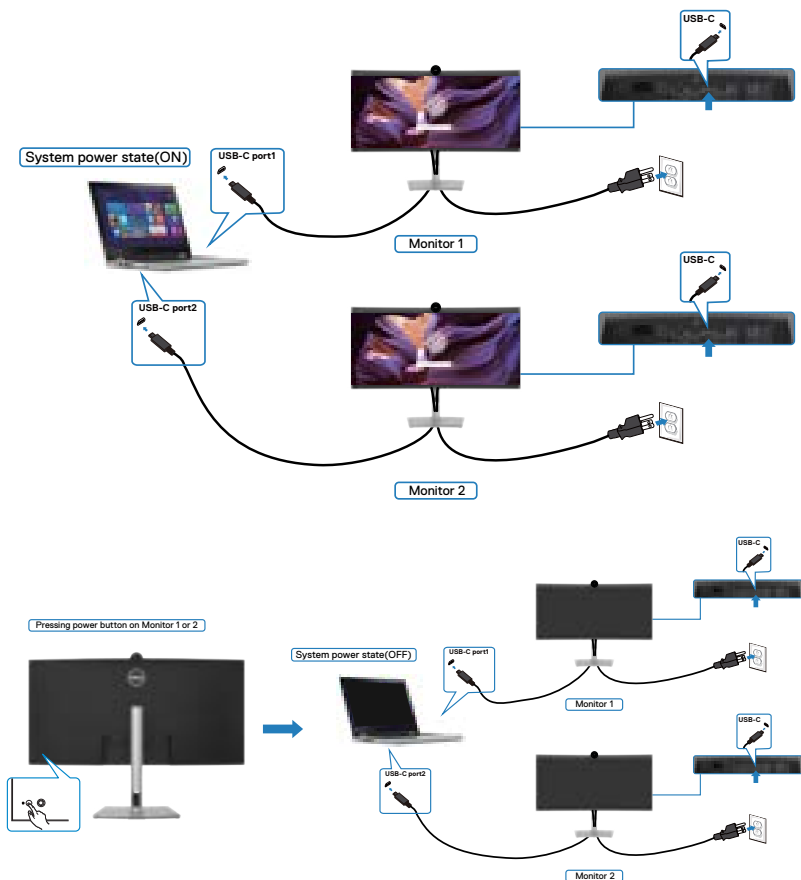 USB-C
System power state(ON)
USB-C port1
Monitor 1
USB-C
USB-C port2
Monitor 2
USB-C
Pressing power button on Monitor 1 or 2
System power state(OFF)
USB-C port1
Monitor 1
USB-C
USB-C port2
Monitor 2
DELL